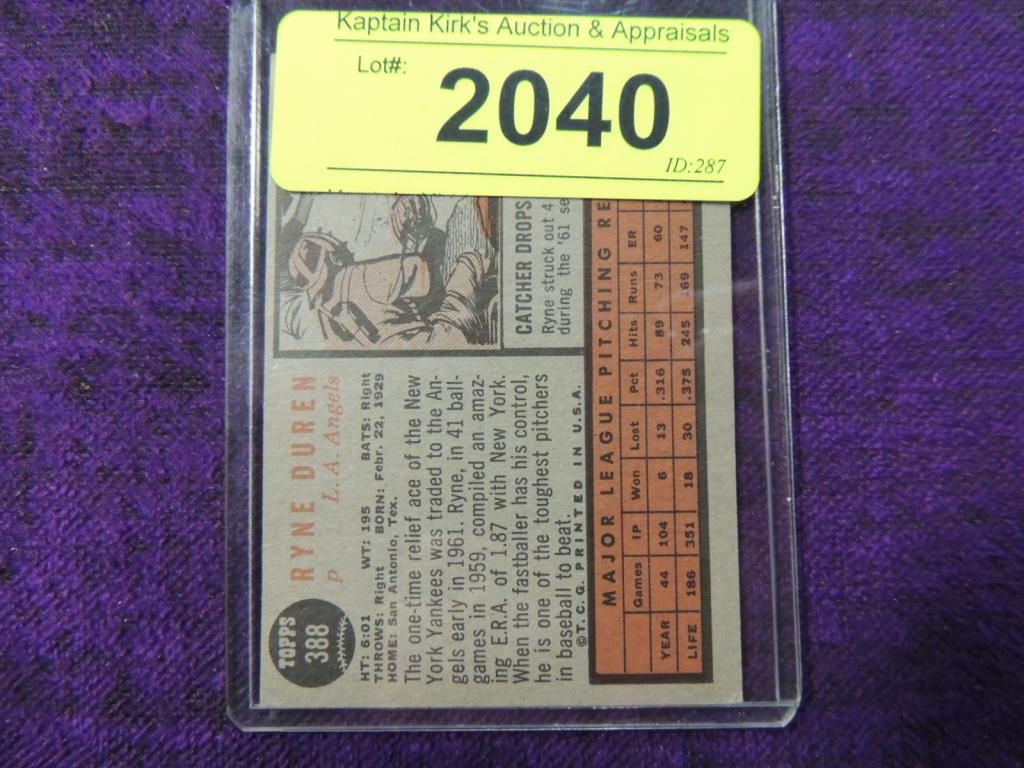 Kaptain Kirk's Auction & Appraisals
Lot#:
2040
ID:287
TOPPS
388
RYNE DUREN
p L.A. Angels
HT: 6:01 WT: 195 BATS: Right
THROWS: Right BORN: Febr. 22, 1929
HOME: San Antonio, Tex.
The one-time relief ace of the New
York Yankees was traded to the An-
gels early in 1961. Ryne, in 41 ball-
games in 1959, compiled an amaz-
ing E.R.A. of 1.87 with New York.
When the fastballer has his control,
he is one of the toughest pitchers
in baseball to beat.
©T.C.G. PRINTED IN U.S.A.
CATCHER DROPS
Ryne struck out 4
during the '61 se
MAJOR LEAGUE PITCHING RE
Games IP Won Lost Pct Hits Runs ER
YEAR 44 104 6 13 .316 89 73 60
LIFE 186 351 18 30 .375 245 169 147